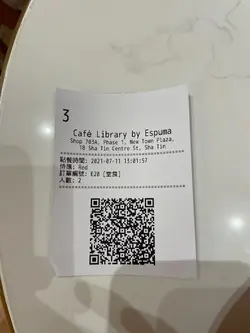 3
Café Library by Espuma
Shop 703A, Phase 1, New Town Plaza,
18 Sha Tin Centre St, Sha Tin
點餐時間: 2021-07-11 13:01:57
侍應: Red
訂單編號: E20 [堂食]
人數: 2